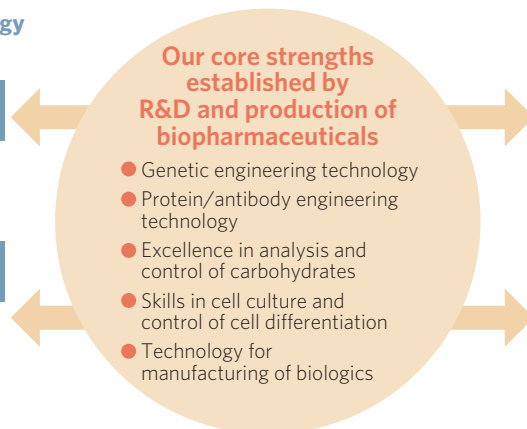 gy
Our core strengths
established by
R&D and production of
biopharmaceuticals
● Genetic engineering technology
● Protein/antibody engineering
technology
● Excellence in analysis and
control of carbohydrates
● Skills in cell culture and
control of cell differentiation
● Technology for
manufacturing of biologics